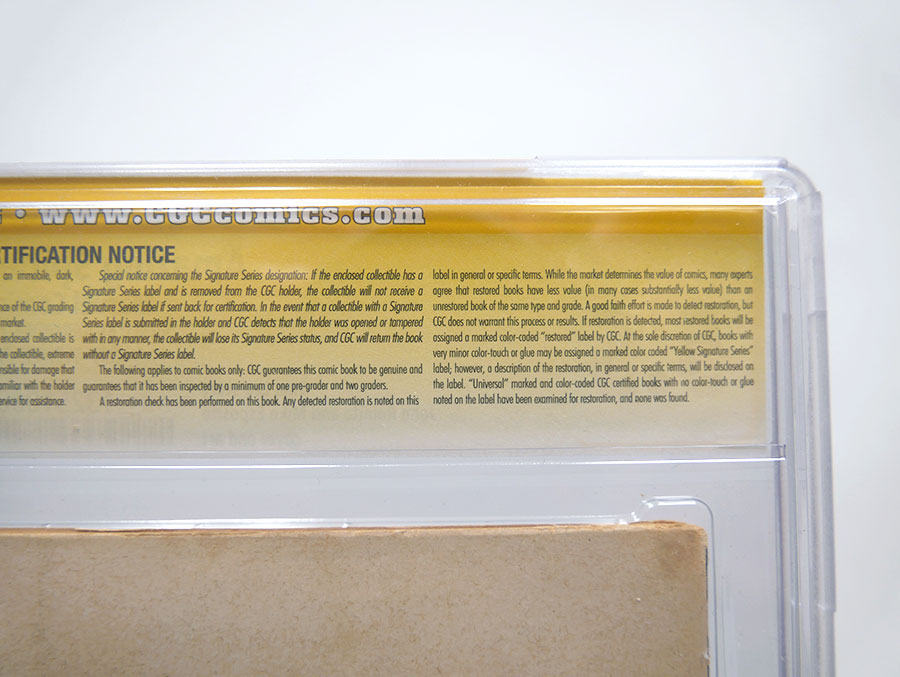 • www.CGCcomics.com
RTIFICATION NOTICE
an immobile, dark,
nce of the CGC grading
market.
enclosed collectible is
he collectible, extreme
nsible for damage that
amiliar with the holder
ervice for assistance.
Special notice concerning the Signature Series designation: If the enclosed collectible has a
Signature Series label and is removed from the CGC holder, the collectible will not receive a
Signature Series label if sent back for certification. In the event that a collectible with a Signature
Series label is submitted in the holder and CGC detects that the holder was opened or tampered
with in any manner, the collectible will lose its Signature Series status, and CGC will return the book
without a Signature Series label.
The following applies to comic books only: CGC guarantees this comic book to be genuine and
guarantees that it has been inspected by a minimum of one pre-grader and two graders.
A restoration check has been performed on this book. Any detected restoration is noted on this
label in general or specific terms. While the market determines the value of comics, many experts
agree that restored books have less value (in many cases substantially less value) than an
unrestored book of the same type and grade. A good faith effort is made to detect restoration, but
CGC does not warrant this process or results. If restoration is detected, most restored books will be
assigned a marked color-coded "restored" label by CGC. At the sole discretion of CGC, books with
very minor color-touch or glue may be assigned a marked color coded "Yellow Signature Series"
label; however, a description of the restoration, in general or specific terms, will be disclosed on
the label. "Universal" marked and color-coded CGC certified books with no color-touch or glue
noted on the label have been examined for restoration, and none was found.